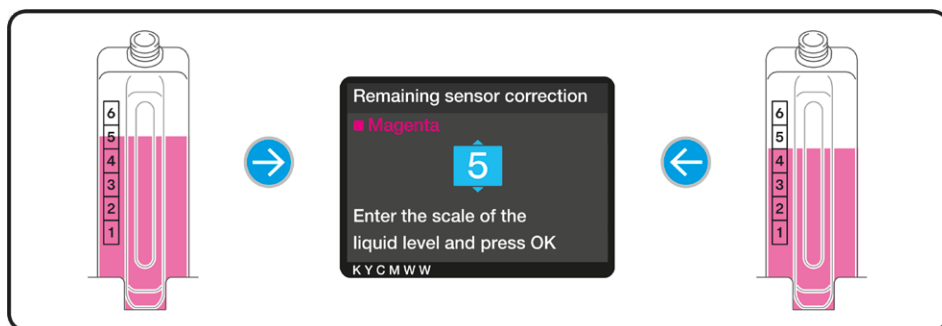 6
5
4
3
2
1
Remaining sensor correction
Magenta
5
Enter the scale of the
liquid level and press OK
K Y C M W W
6
5
4
3
2
1